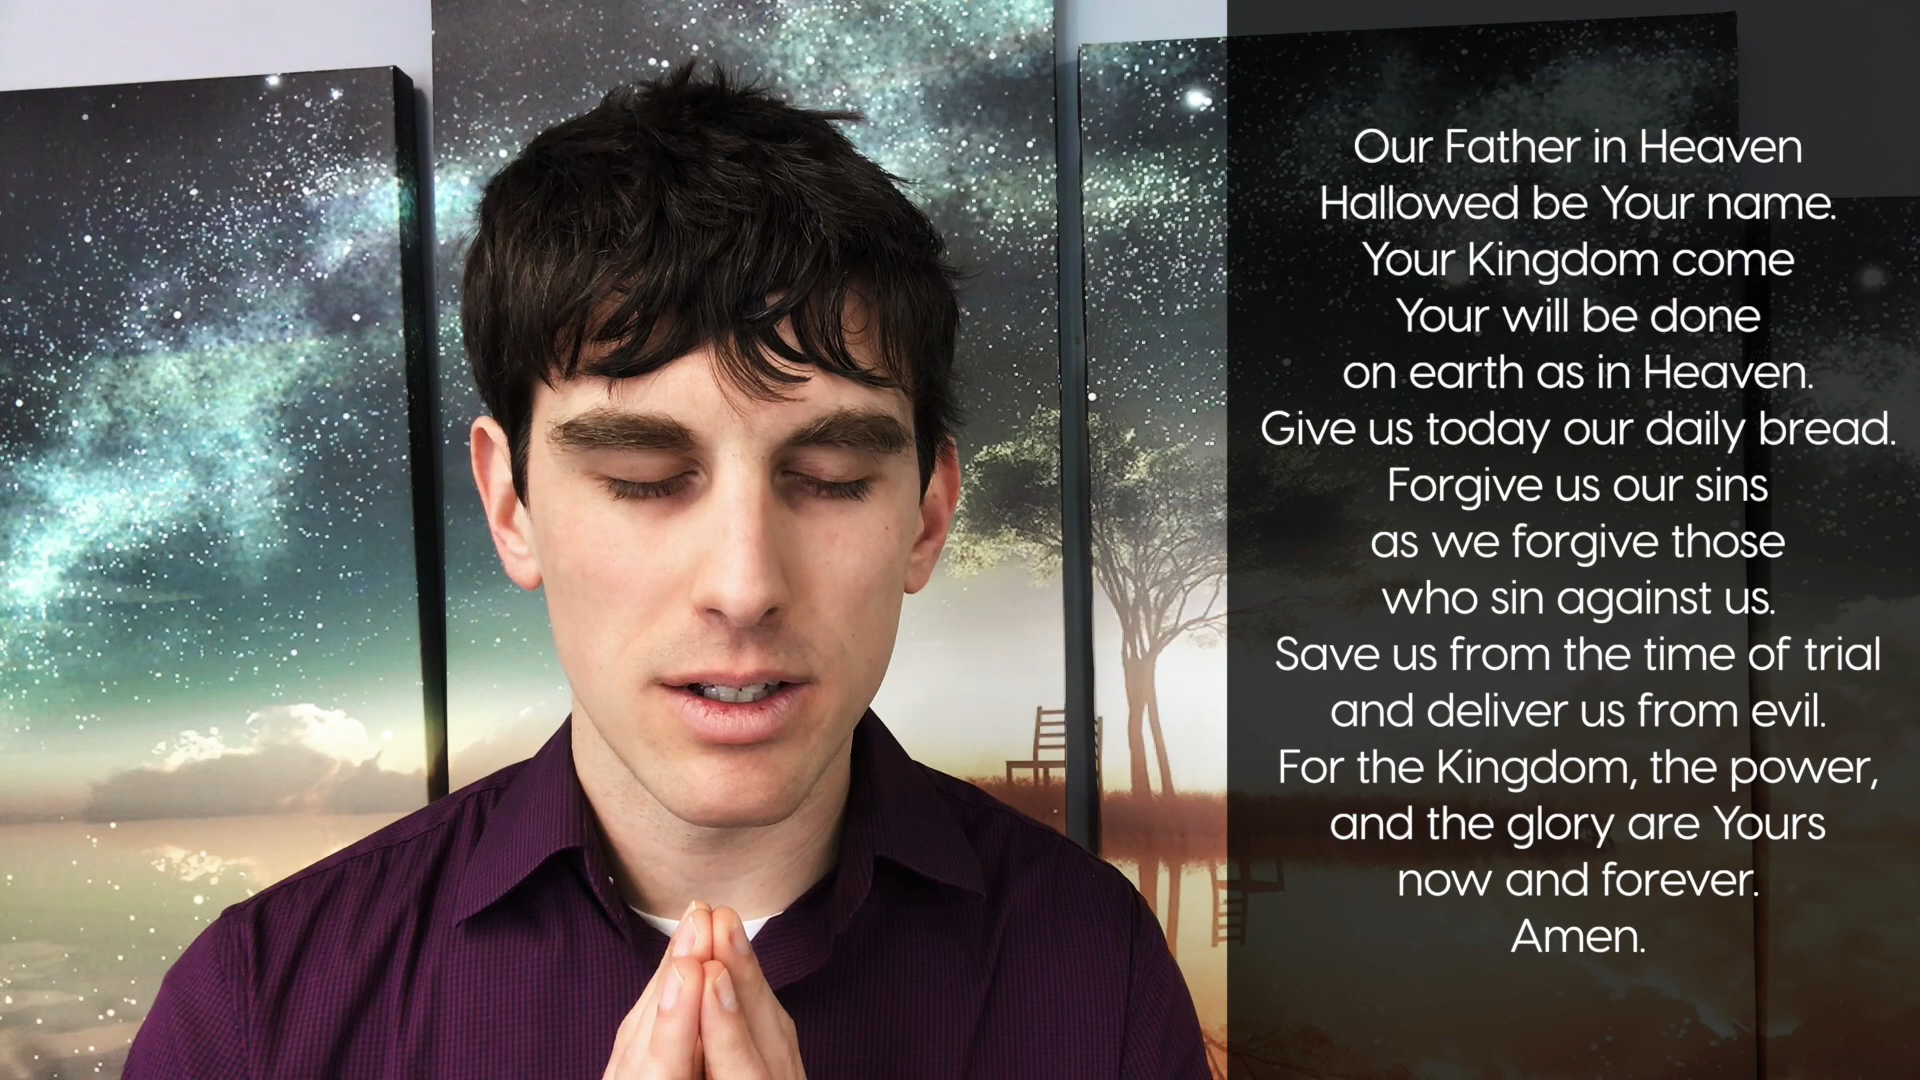 Our Father in Heaven
Hallowed be Your name.
Your Kingdom come
Your will be done
on earth as in Heaven.
Give us today our daily bread.
Forgive us our sins
as we forgive those
who sin against us.
Save us from the time of trial
and deliver us from evil.
For the Kingdom, the power,
and the glory are Yours
now and forever.
Amen.